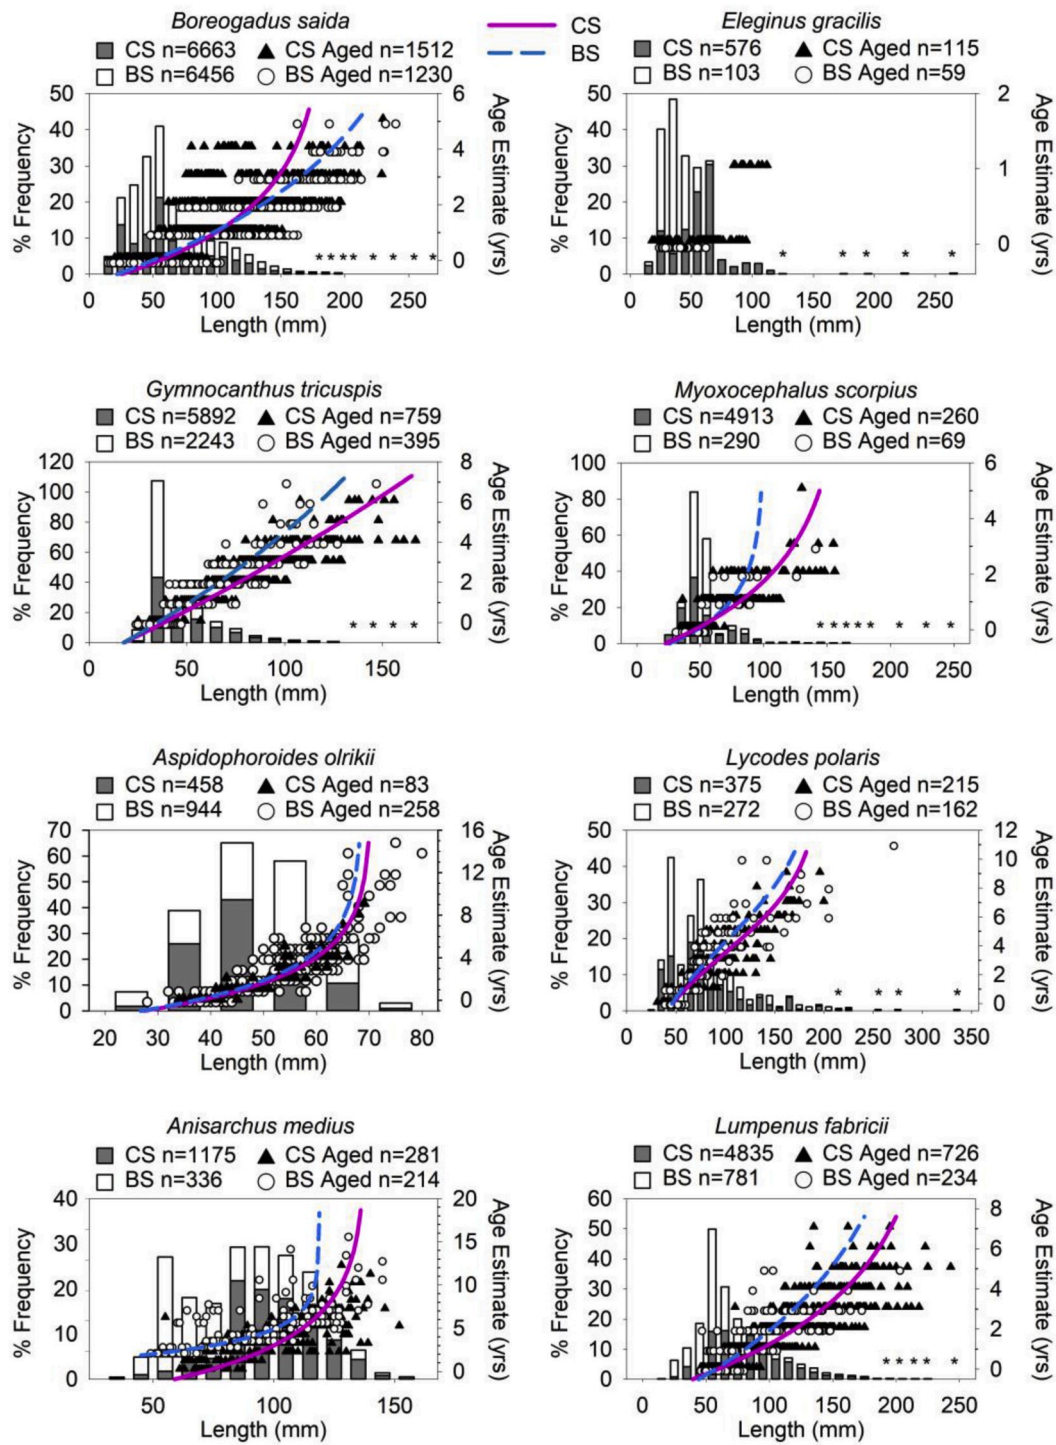 Boreogadus saida
CS n=6663 CS Aged n=1512
BS n=6456 BS Aged n=1230
CS
BS
Eleginus gracilis
CS n=576 CS Aged n=115
BS n=103 BS Aged n=59
50 40 30 20 10 0
% Frequency
6 4 2 0
Age Estimate (yrs)
* * * * * * * *
0 50 100 150 200 250
Length (mm)
50 40 30 20 10 0
% Frequency
2 1 0
Age Estimate (yrs)
* * * * *
0 50 100 150 200 250
Length (mm)
Gymnocanthus tricuspis
CS n=5892 CS Aged n=759
BS n=2243 BS Aged n=395
120 100 80 60 40 20 0
% Frequency
8 6 4 2 0
Age Estimate (yrs)
* * * *
0 50 100 150
Length (mm)
Myoxocephalus scorpius
CS n=4913 CS Aged n=260
BS n=290 BS Aged n=69
100 80 60 40 20 0
% Frequency
6 4 2 0
Age Estimate (yrs)
* * * * * * * *
0 50 100 150 200 250
Length (mm)
Aspidophoroides olrikii
CS n=458 CS Aged n=83
BS n=944 BS Aged n=258
70 60 50 40 30 20 10 0
% Frequency
16 12 8 4 0
Age Estimate (yrs)
20 30 40 50 60 70 80
Length (mm)
Lycodes polaris
CS n=375 CS Aged n=215
BS n=272 BS Aged n=162
50 40 30 20 10 0
% Frequency
12 10 8 6 4 2 0
Age Estimate (yrs)
* * * *
0 50 100 150 200 250 300 350
Length (mm)
Anisarchus medius
CS n=1175 CS Aged n=281
BS n=336 BS Aged n=214
40 30 20 10 0
% Frequency
20 15 10 5 0
Age Estimate (yrs)
50 100 150
Length (mm)
Lumpenus fabricii
CS n=4835 CS Aged n=726
BS n=781 BS Aged n=234
60 50 40 30 20 10 0
% Frequency
8 6 4 2 0
Age Estimate (yrs)
* * * * *
0 50 100 150 200 250
Length (mm)